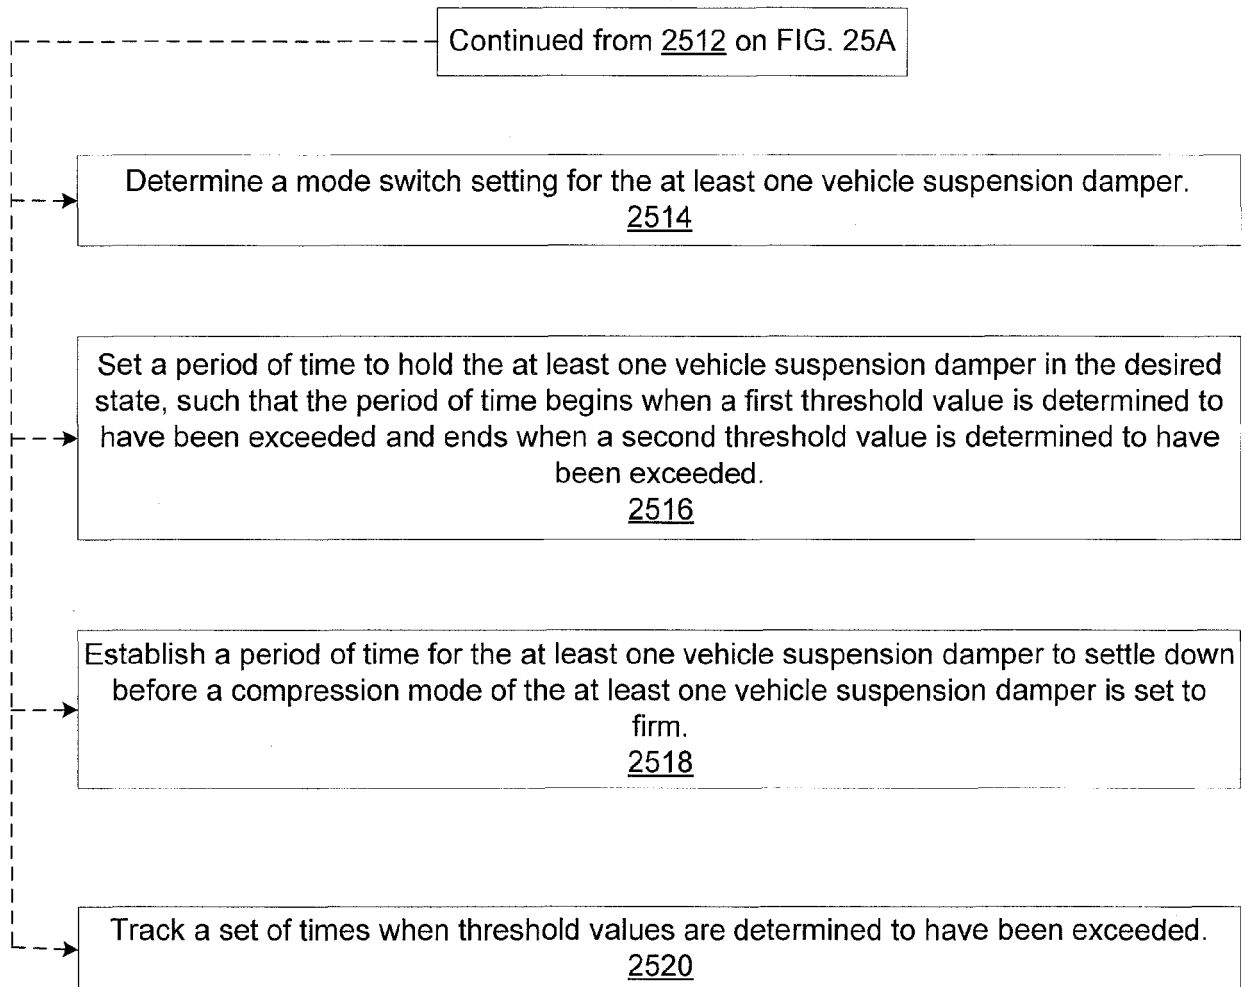 Continued from 2512 on FIG. 25A
Determine a mode switch setting for the at least one vehicle suspension damper.
2514
Set a period of time to hold the at least one vehicle suspension damper in the desired
state, such that the period of time begins when a first threshold value is determined to
have been exceeded and ends when a second threshold value is determined to have
been exceeded.
2516
Establish a period of time for the at least one vehicle suspension damper to settle down
before a compression mode of the at least one vehicle suspension damper is set to
firm.
2518
Track a set of times when threshold values are determined to have been exceeded.
2520